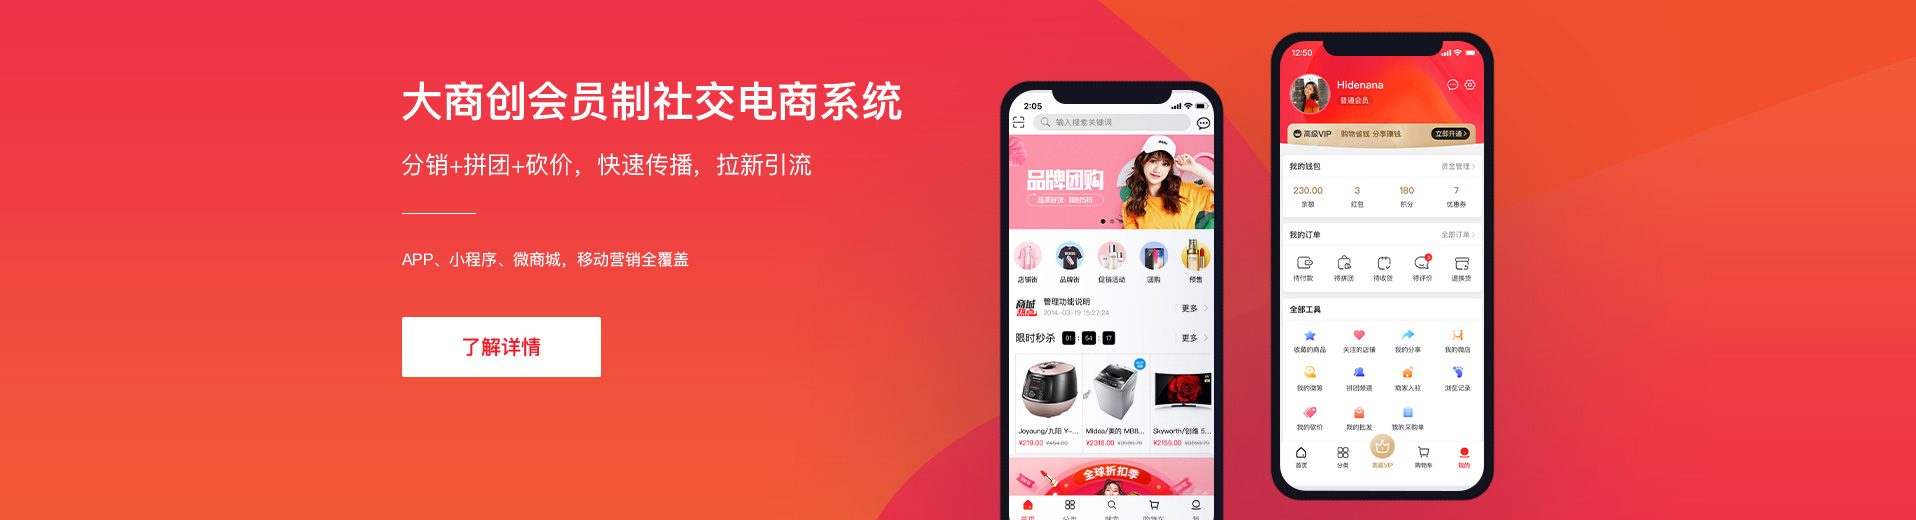 大商创会员制社交电商系统
分销+拼团+砍价，快速传播，拉新引流
APP、小程序、微商城，移动营销全覆盖
了解详情
2:05
输入搜索关键词
品牌团购
品装好货·限时5折
店铺街 品牌街 促销活动 团购 预售
商城热点
管理功能说明
2014-03-19 15:27:24
更多
限时秒杀 01 : 54 : 17
更多
Joyoung/九阳 Y-... Midea/美的 MB8... Skyworth/创维 5...
¥219.00 ¥454.80 ¥2316.00 ¥2159.00
全球折扣季
首页 分类 搜索 购物车 我
12:50
Hidenana
普通会员
高级VIP 购物省钱 分享赚钱 立即开通
我的钱包 资金管理
230.00 3 180 7
余额 红包 积分 优惠券
我的订单 全部订单
待付款 待拼团 待收货 待评价 退换货
全部工具
收藏的商品 关注的店铺 我的分享 我的微店
我的微筹 拼团频道 商家入驻 浏览记录
我的砍价 我的批发 我的采购单
首页 分类 高级VIP 购物车 我的